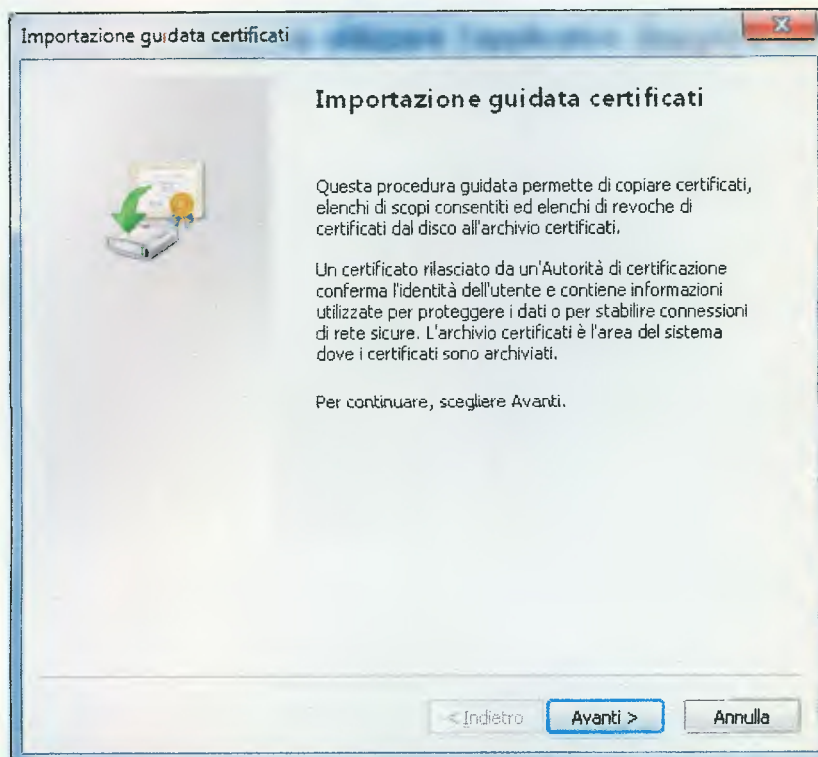 Importazione guidata certificati
Importazione guidata certificati
Questa procedura guidata permette di copiare certificati,
elenchi di scopi consentiti ed elenchi di revoche di
certificati dal disco all'archivio certificati.
Un certificato rilasciato da un'Autorità di certificazione
conferma l'identità dell'utente e contiene informazioni
utilizzate per proteggere i dati o per stabilire connessioni
di rete sicure. L'archivio certificati è l'area del sistema
dove i certificati sono archiviati.
Per continuare, scegliere Avanti.
< Indietro Avanti > Annulla